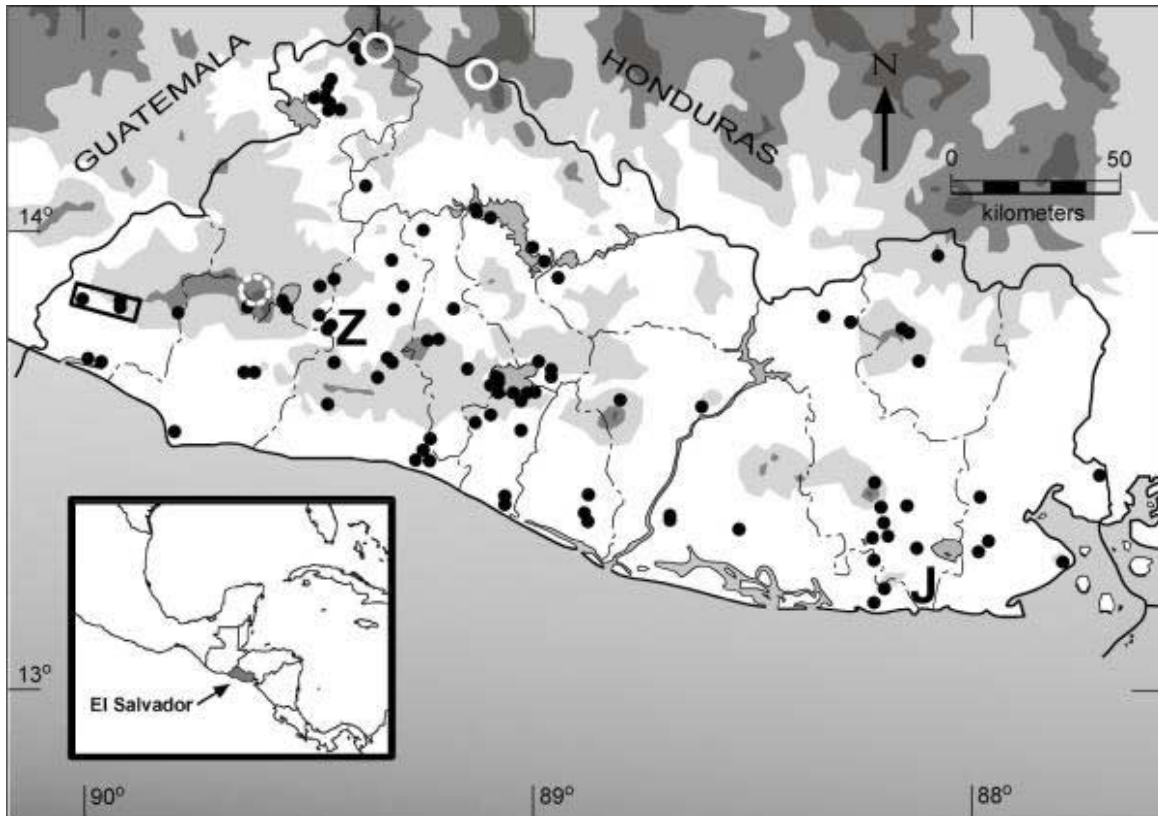 GUATEMALA
HONDURAS
N
0 50
kilometers
14°
Z
J
13°
El Salvador
90°
89°
88°